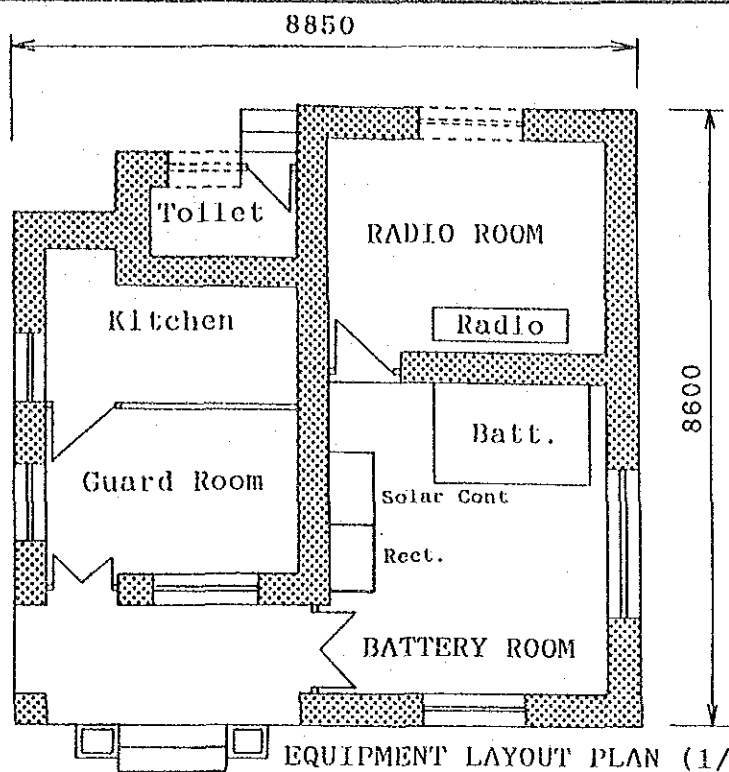 8850
Toilet
RADIO ROOM
Kitchen
Radio
8600
Batt.
Guard Room
Solar Cont
Rect.
BATTERY ROOM
EQUIPMENT LAYOUT PLAN (1/